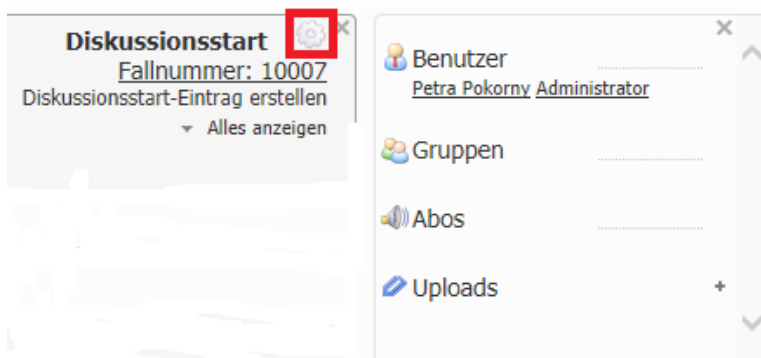 Diskussionsstart
Fallnummer: 10007
Diskussionsstart-Eintrag erstellen
Alles anzeigen
Benutzer
Petra Pokorny Administrator
Gruppen
Abos
Uploads